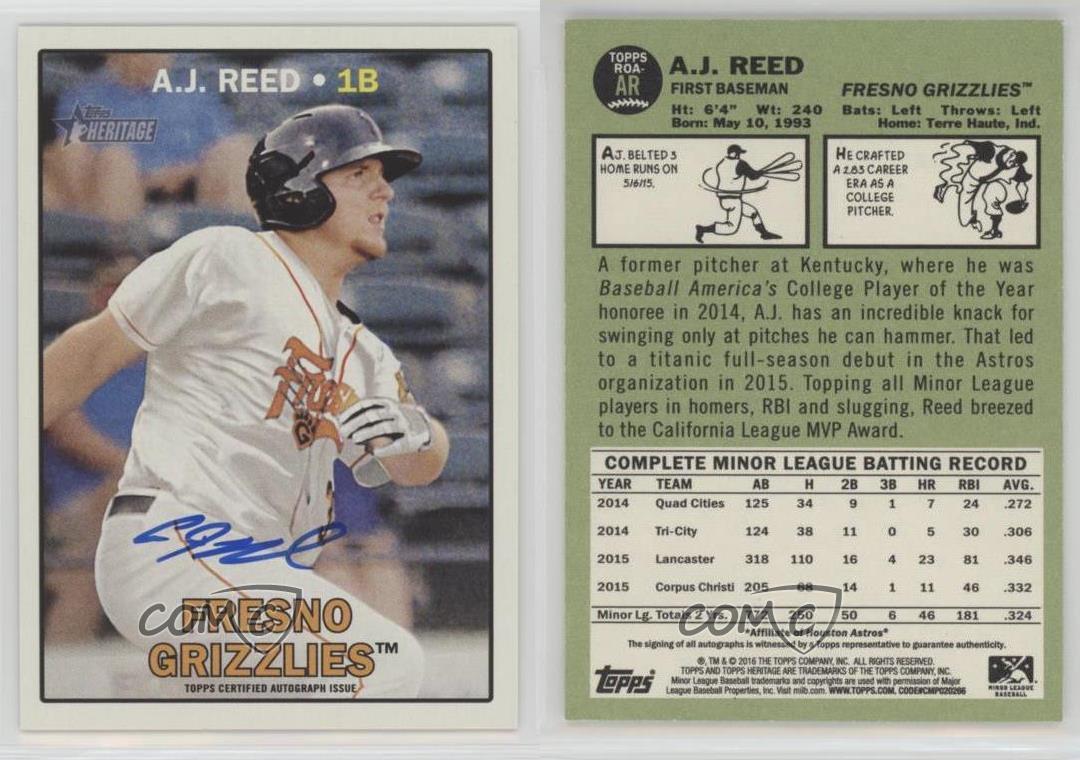 A.J. REED • 1B
Topps
HERITAGE
FRESNO
GRIZZLIES™
TOPPS CERTIFIED AUTOGRAPH ISSUE
COMC
TOPPS
ROA-
AR
A.J. REED
FIRST BASEMAN
FRESNO GRIZZLIES™
Ht: 6'4" Wt: 240 Bats: Left Throws: Left
Born: May 10, 1993 Home: Terre Haute, Ind.
A.J. BELTED 3
HOME RUNS ON
5/6/15.
HE CRAFTED
A 2.83 CAREER
ERA AS A
COLLEGE
PITCHER.
A former pitcher at Kentucky, where he was
Baseball America's College Player of the Year
honoree in 2014, A.J. has an incredible knack for
swinging only at pitches he can hammer. That led
to a titanic full-season debut in the Astros
organization in 2015. Topping all Minor League
players in homers, RBI and slugging, Reed breezed
to the California League MVP Award.
COMPLETE MINOR LEAGUE BATTING RECORD
YEAR TEAM AB H 2B 3B HR RBI AVG.
2014 Quad Cities 125 34 9 1 7 24 .272
2014 Tri-City 124 38 11 0 5 30 .306
2015 Lancaster 318 110 16 4 23 81 .346
2015 Corpus Christi 205 68 14 1 11 46 .332
Minor Lg. Totals 2 Yrs. 772 250 50 6 46 181 .324
*Affiliate of Houston Astros*
The signing of all autographs is witnessed by a Topps representative to guarantee authenticity.
®, TM & © 2016 THE TOPPS COMPANY, INC. ALL RIGHTS RESERVED.
TOPPS AND TOPPS HERITAGE ARE TRADEMARKS OF THE TOPPS COMPANY, INC.
Minor League Baseball trademarks and copyrights are used with permission of Major
League Baseball Properties, Inc. Visit milb.com. WWW.TOPPS.COM. CODE#CMP020266
Topps
MINOR LEAGUE
BASEBALL
COMC